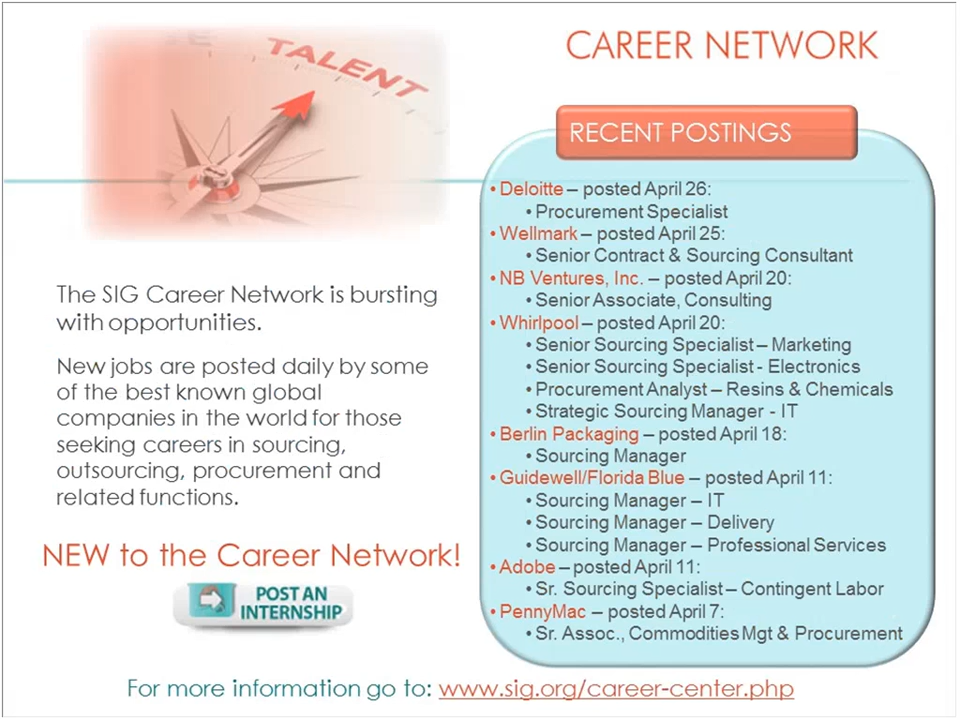 TALENT
CAREER NETWORK
RECENT POSTINGS
• Deloitte – posted April 26:
• Procurement Specialist
• Wellmark – posted April 25:
• Senior Contract & Sourcing Consultant
• NB Ventures, Inc. – posted April 20:
• Senior Associate, Consulting
• Whirlpool – posted April 20:
• Senior Sourcing Specialist – Marketing
• Senior Sourcing Specialist - Electronics
• Procurement Analyst – Resins & Chemicals
• Strategic Sourcing Manager - IT
• Berlin Packaging – posted April 18:
• Sourcing Manager
• Guidewell/Florida Blue – posted April 11:
• Sourcing Manager – IT
• Sourcing Manager – Delivery
• Sourcing Manager – Professional Services
• Adobe – posted April 11:
• Sr. Sourcing Specialist – Contingent Labor
• PennyMac – posted April 7:
• Sr. Assoc., Commodities Mgt & Procurement
The SIG Career Network is bursting
with opportunities.
New jobs are posted daily by some
of the best known global
companies in the world for those
seeking careers in sourcing,
outsourcing, procurement and
related functions.
NEW to the Career Network!
POST AN
INTERNSHIP
For more information go to: www.sig.org/career-center.php